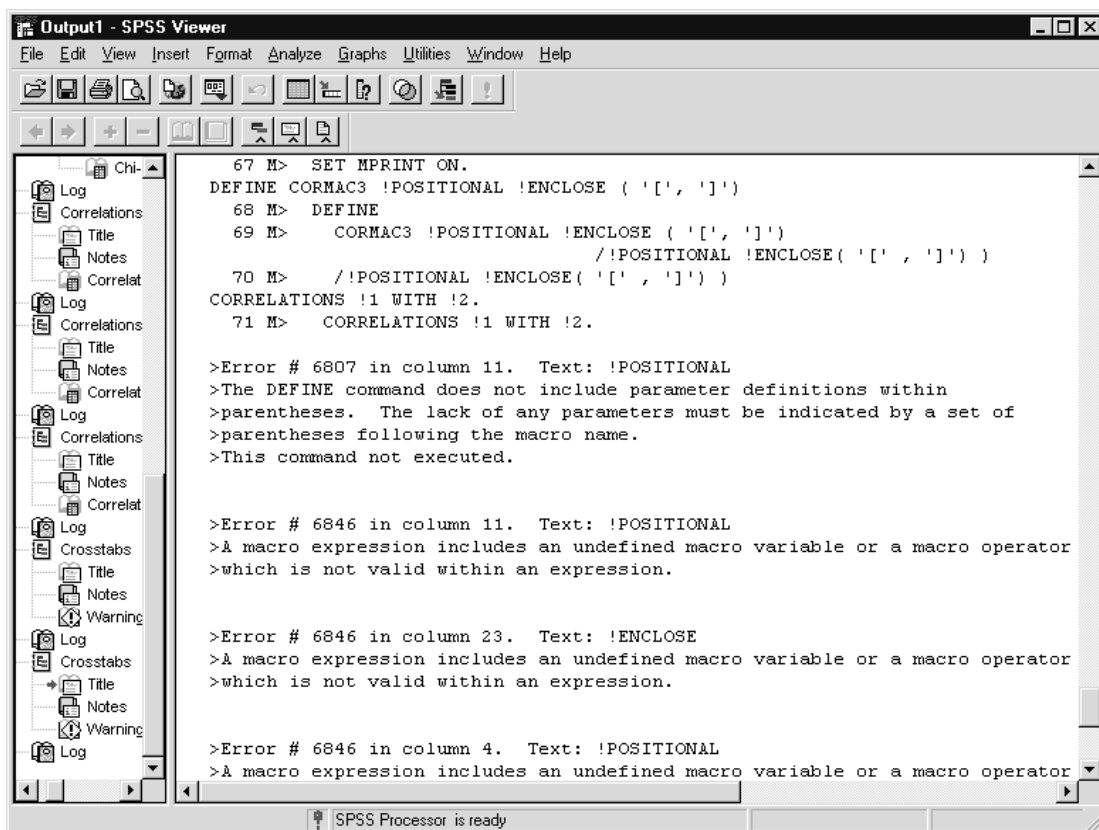 Output1 - SPSS Viewer
File Edit View Insert Format Analyze Graphs Utilities Window Help
Chi-
Log
Correlations
Title
Notes
Correlat
Log
Correlations
Title
Notes
Correlat
Log
Correlations
Title
Notes
Correlat
Log
Crosstabs
Title
Notes
Warning
Log
Crosstabs
Title
Notes
Warning
Log
67 M> SET MPRINT ON.
DEFINE CORMAC3 !POSITIONAL !ENCLOSE ( '[', ']')
68 M> DEFINE
69 M> CORMAC3 !POSITIONAL !ENCLOSE ( '[', ']')
/!POSITIONAL !ENCLOSE( '[' , ']') )
70 M> /!POSITIONAL !ENCLOSE( '[' , ']') )
CORRELATIONS !1 WITH !2.
71 M> CORRELATIONS !1 WITH !2.
>Error # 6807 in column 11. Text: !POSITIONAL
>The DEFINE command does not include parameter definitions within
>parentheses. The lack of any parameters must be indicated by a set of
>parentheses following the macro name.
>This command not executed.
>Error # 6846 in column 11. Text: !POSITIONAL
>A macro expression includes an undefined macro variable or a macro operator
>which is not valid within an expression.
>Error # 6846 in column 23. Text: !ENCLOSE
>A macro expression includes an undefined macro variable or a macro operator
>which is not valid within an expression.
>Error # 6846 in column 4. Text: !POSITIONAL
>A macro expression includes an undefined macro variable or a macro operator
SPSS Processor is ready